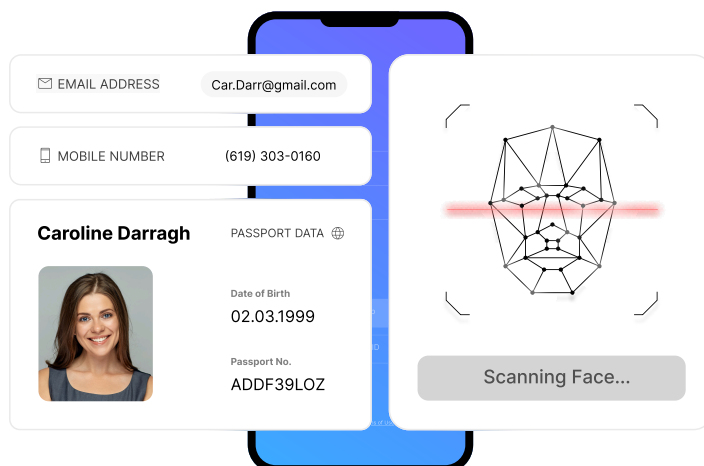 EMAIL ADDRESS
Car.Darr@gmail.com
MOBILE NUMBER
(619) 303-0160
Caroline Darragh
PASSPORT DATA
Date of Birth
02.03.1999
Passport No.
ADDF39LOZ
Scanning Face...